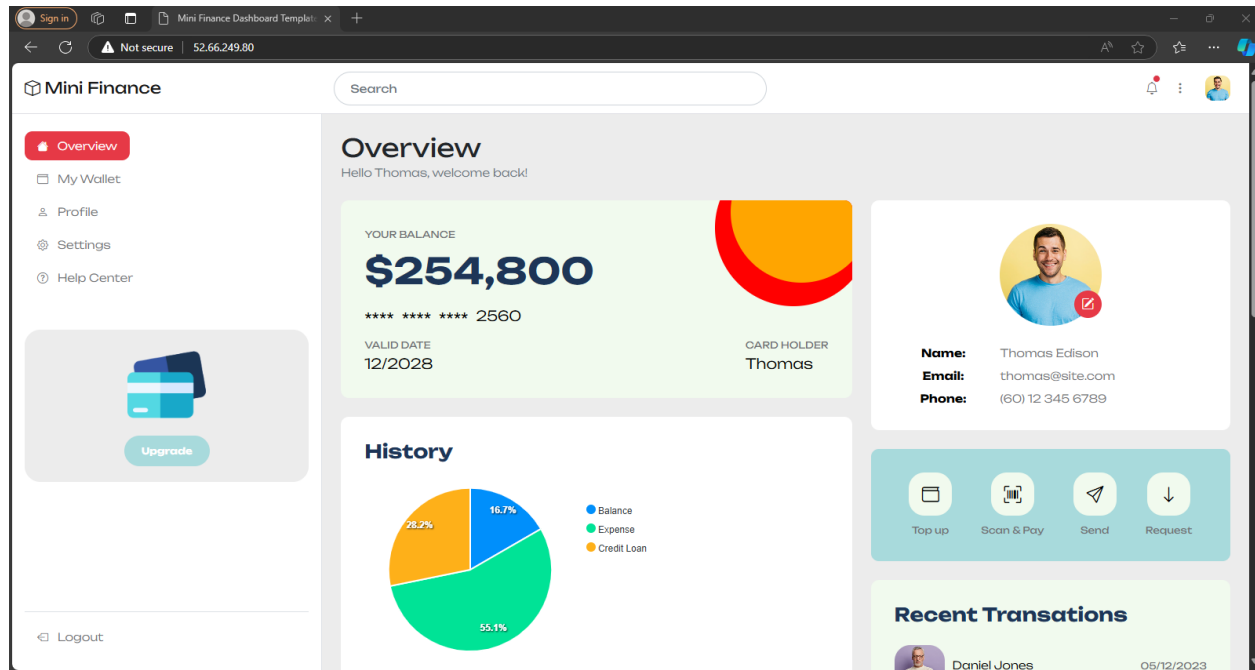 Sign in
Mini Finance Dashboard Template
Not secure 52.66.249.80
Mini Finance
Search
Overview
My Wallet
Profile
Settings
Help Center
Upgrade
Logout
Overview
Hello Thomas, welcome back!
YOUR BALANCE
$254,800
**** **** **** 2560
VALID DATE
12/2028
CARD HOLDER
Thomas
History
16.7%
28.2%
55.1%
Balance
Expense
Credit Loan
Name: Thomas Edison
Email: thomas@site.com
Phone: (60) 12 345 6789
Top up
Scan & Pay
Send
Request
Recent Transations
Daniel Jones 05/12/2023